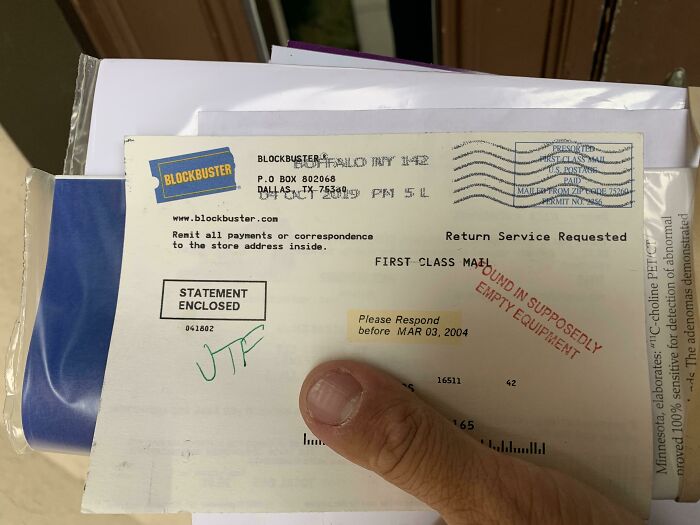 BLOCKBUSTER
BLOCKBUSTER®
BUFFALO NY 142
P.O BOX 802068
DALLAS, TX 75380
04 OCT 2019 PM 5 L
PRESORTED
FIRST CLASS MAIL
U.S. POSTAGE
PAID
MAILED FROM ZIP CODE 75260
PERMIT NO. 2256
www.blockbuster.com
Remit all payments or correspondence
to the store address inside.
Return Service Requested
FIRST CLASS MAIL
FOUND IN SUPPOSEDLY
EMPTY EQUIPMENT
STATEMENT
ENCLOSED
041802
UTF
Please Respond
before MAR 03, 2004
16511 42
165
Minnesota, elaborates: "¹¹C-choline PET/CT
proved 100% sensitive for detection of abnormal
The adenomas demonstrated